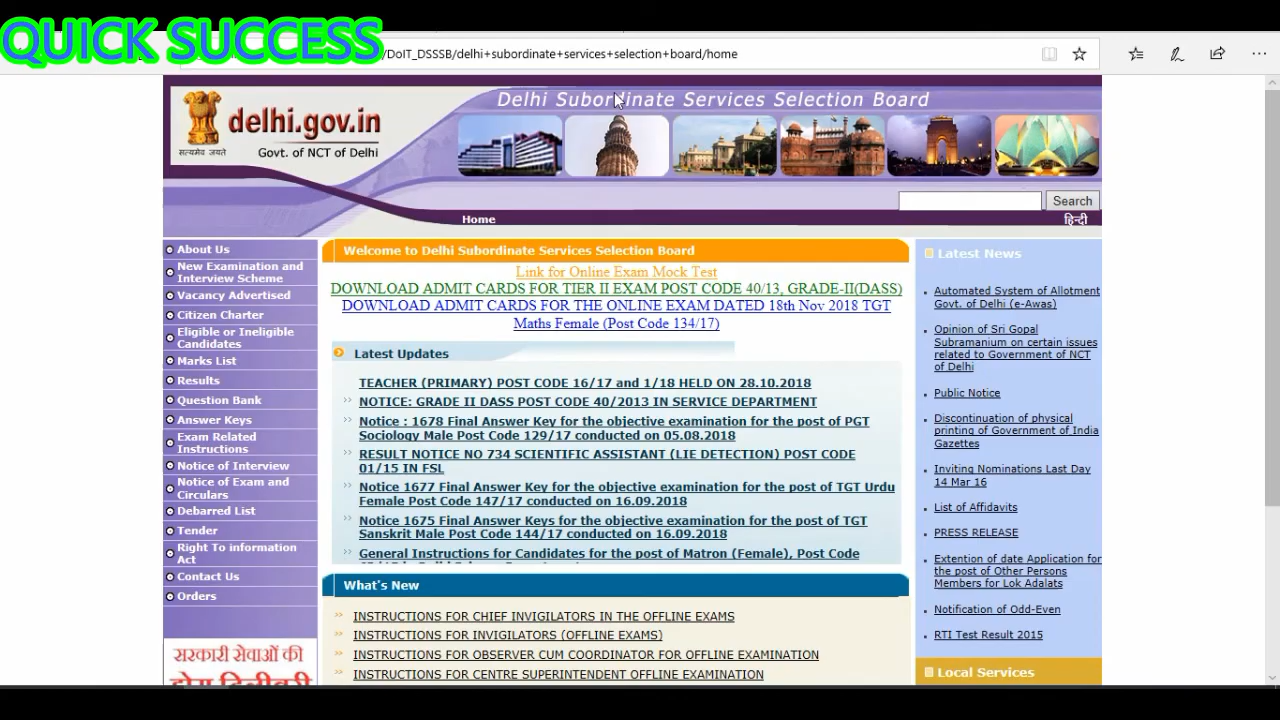 QUICK SUCCESS
/DoIT_DSSSB/delhi+subordinate+services+selection+board/home
Delhi Subordinate Services Selection Board
delhi.gov.in
सत्यमेव जयते
Govt. of NCT of Delhi
Search
Home
हिन्दी
About Us
New Examination and
Interview Scheme
Vacancy Advertised
Citizen Charter
Eligible or Ineligible
Candidates
Marks List
Results
Question Bank
Answer Keys
Exam Related
Instructions
Notice of Interview
Notice of Exam and
Circulars
Debarred List
Tender
Right To information
Act
Contact Us
Orders
सरकारी सेवाओं की
Welcome to Delhi Subordinate Services Selection Board
Link for Online Exam Mock Test
DOWNLOAD ADMIT CARDS FOR TIER II EXAM POST CODE 40/13, GRADE-II(DASS)
DOWNLOAD ADMIT CARDS FOR THE ONLINE EXAM DATED 18th Nov 2018 TGT
Maths Female (Post Code 134/17)
Latest Updates
TEACHER (PRIMARY) POST CODE 16/17 and 1/18 HELD ON 28.10.2018
NOTICE: GRADE II DASS POST CODE 40/2013 IN SERVICE DEPARTMENT
Notice : 1678 Final Answer Key for the objective examination for the post of PGT
Sociology Male Post Code 129/17 conducted on 05.08.2018
RESULT NOTICE NO 734 SCIENTIFIC ASSISTANT (LIE DETECTION) POST CODE
01/15 IN FSL
Notice 1677 Final Answer Key for the objective examination for the post of TGT Urdu
Female Post Code 147/17 conducted on 16.09.2018
Notice 1675 Final Answer Keys for the objective examination for the post of TGT
Sanskrit Male Post Code 144/17 conducted on 16.09.2018
General Instructions for Candidates for the post of Matron (Female), Post Code
What's New
INSTRUCTIONS FOR CHIEF INVIGILATORS IN THE OFFLINE EXAMS
INSTRUCTIONS FOR INVIGILATORS (OFFLINE EXAMS)
INSTRUCTIONS FOR OBSERVER CUM COORDINATOR FOR OFFLINE EXAMINATION
INSTRUCTIONS FOR CENTRE SUPERINTENDENT OFFLINE EXAMINATION
Latest News
Automated System of Allotment
Govt. of Delhi (e-Awas)
Opinion of Sri Gopal
Subramanium on certain issues
related to Government of NCT
of Delhi
Public Notice
Discontinuation of physical
printing of Government of India
Gazettes
Inviting Nominations Last Day
14 Mar 16
List of Affidavits
PRESS RELEASE
Extention of date Application for
the post of Other Persons
Members for Lok Adalats
Notification of Odd-Even
RTI Test Result 2015
Local Services